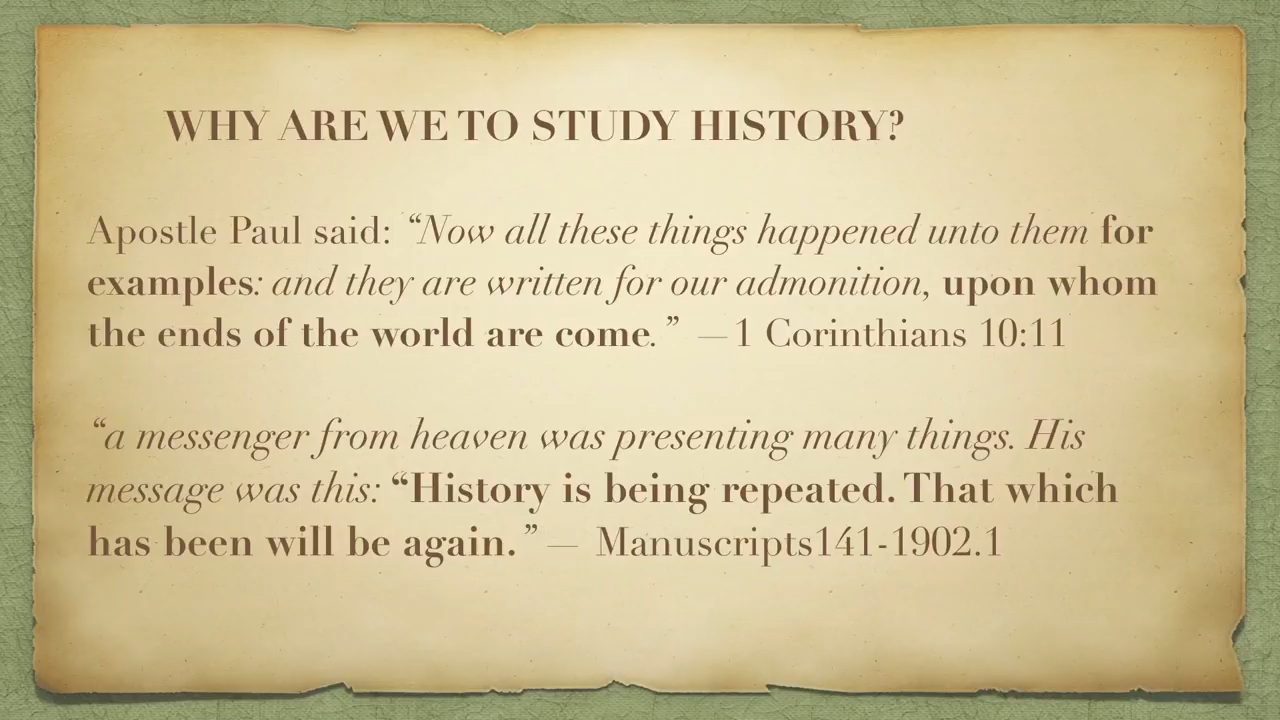 WHY ARE WE TO STUDY HISTORY?
Apostle Paul said: “Now all these things happened unto them for
examples: and they are written for our admonition, upon whom
the ends of the world are come.” —1 Corinthians 10:11
“a messenger from heaven was presenting many things. His
message was this: “History is being repeated. That which
has been will be again.” — Manuscripts141-1902.1